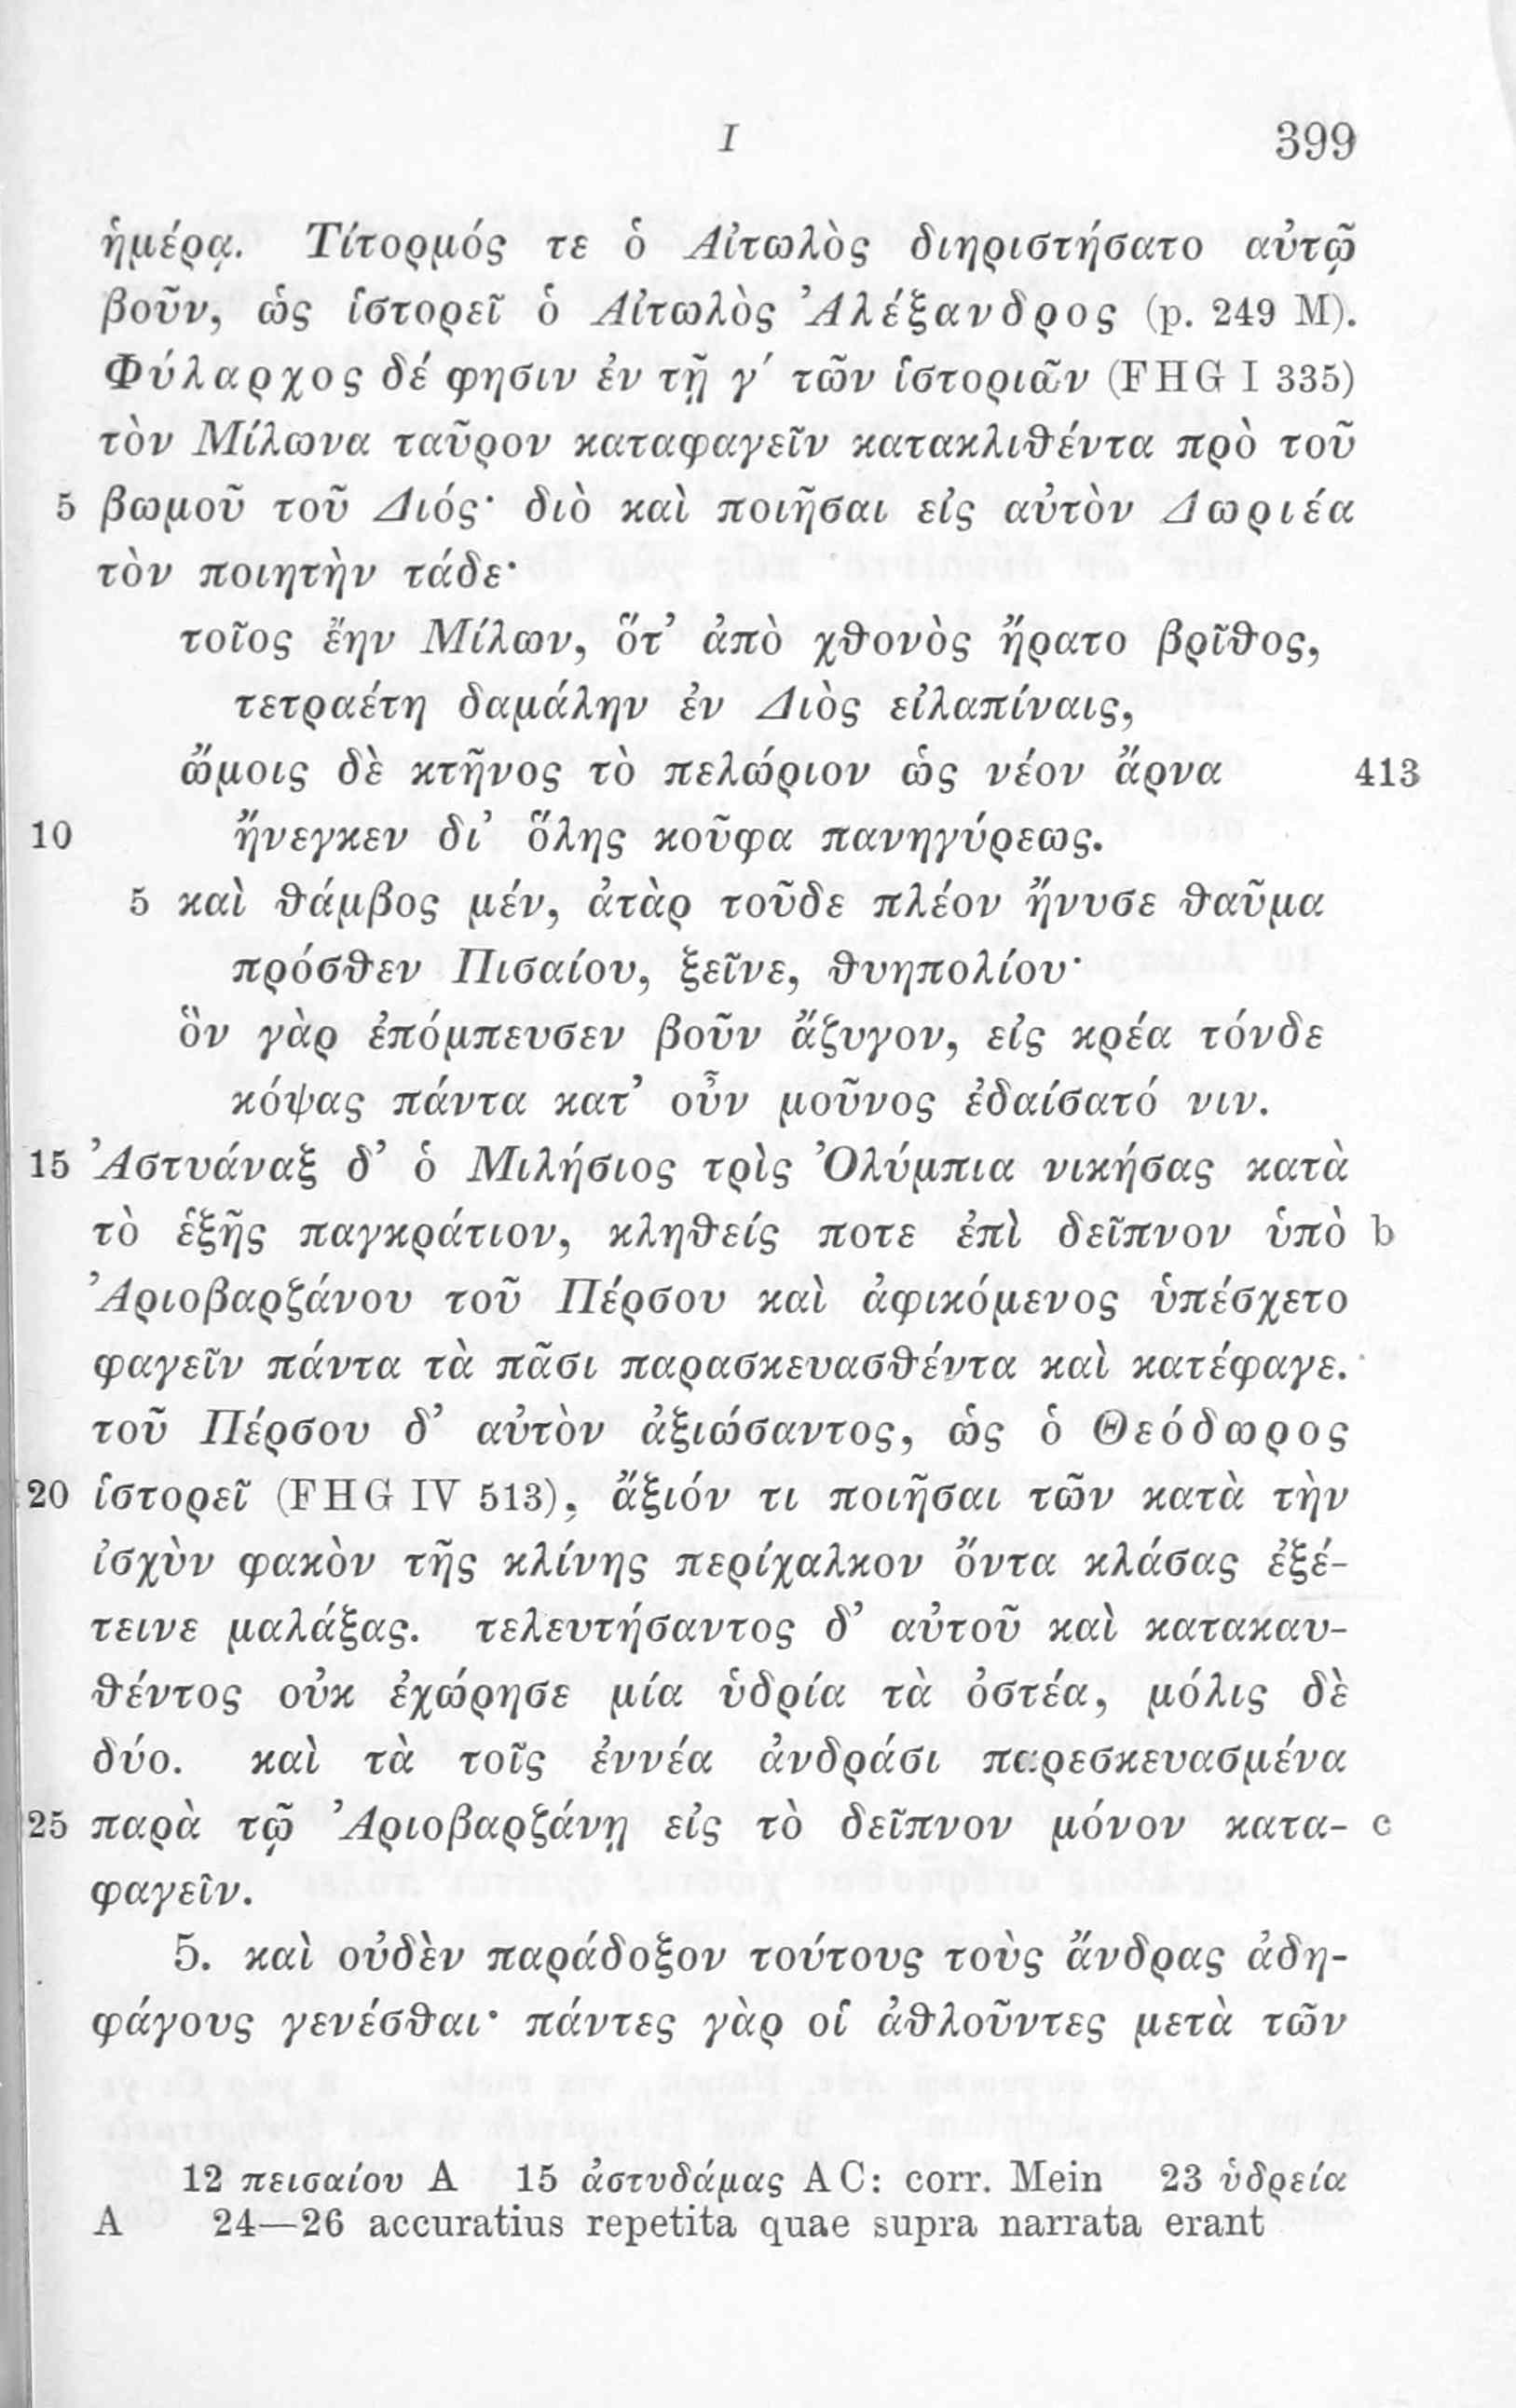 I 399
ἡμέρᾳ. Τίτορμός τε ὁ Αἰτωλὸς διηριστήσατο αὐτῷ
βοῦν, ὡς ἱστορεῖ ὁ Αἰτωλὸς Ἀλέξανδρος (p. 249 M).
Φύλαρχος δέ φησιν ἐν τῇ γ´ τῶν ἱστοριῶν (FHG I 335)
τὸν Μίλωνα ταῦρον καταφαγεῖν κατακλιθέντα πρὸ τοῦ
5 βωμοῦ τοῦ Διός· διὸ καὶ ποιῆσαι εἰς αὐτὸν Δωριέα
τὸν ποιητὴν τάδε·
τοῖος ἔην Μίλων, ὅτ’ ἀπὸ χθονὸς ἤρατο βρῖθος,
τετραέτη δαμάλην ἐν Διὸς εἰλαπίναις,
ὤμοις δὲ κτῆνος τὸ πελώριον ὡς νέον ἄρνα 413
10 ἤνεγκεν δι’ ὅλης κοῦφα πανηγύρεως.
5 καὶ θάμβος μέν, ἀτὰρ τοῦδε πλέον ἤνυσε θαῦμα
πρόσθεν Πισαίου, ξεῖνε, θυηπολίου·
ὃν γὰρ ἐπόμπευσεν βοῦν ἄζυγον, εἰς κρέα τόνδε
κόψας πάντα κατ’ οὖν μοῦνος ἐδαίσατό νιν.
15 Ἀστυάναξ δ’ ὁ Μιλήσιος τρὶς Ὀλύμπια νικήσας κατὰ
τὸ ἑξῆς παγκράτιον, κληθείς ποτε ἐπὶ δεῖπνον ὑπὸ b
Ἀριοβαρζάνου τοῦ Πέρσου καὶ ἀφικόμενος ὑπέσχετο
φαγεῖν πάντα τὰ πᾶσι παρασκευασθέντα καὶ κατέφαγε.
τοῦ Πέρσου δ’ αὐτὸν ἀξιώσαντος, ὡς ὁ Θεόδωρος
20 ἱστορεῖ (FHG IV 513), ἄξιόν τι ποιῆσαι τῶν κατὰ τὴν
ἰσχὺν φακὸν τῆς κλίνης περίχαλκον ὄντα κλάσας ἐξέ-
τεινε μαλάξας. τελευτήσαντος δ’ αὐτοῦ καὶ κατακαυ-
θέντος οὐκ ἐχώρησε μία ὑδρία τὰ ὀστέα, μόλις δὲ
δύο. καὶ τὰ τοῖς ἐννέα ἀνδράσι παρεσκευασμένα
25 παρὰ τῷ Ἀριοβαρζάνῃ εἰς τὸ δεῖπνον μόνον κατα- c
φαγεῖν.
5. καὶ οὐδὲν παράδοξον τούτους τοὺς ἄνδρας ἀδη-
φάγους γενέσθαι· πάντες γὰρ οἱ ἀθλοῦντες μετὰ τῶν
12 πεισαίου A 15 ἀστυδάμας AC: corr. Mein 23 ὑδρεία
A 24—26 accuratius repetita quae supra narrata erant